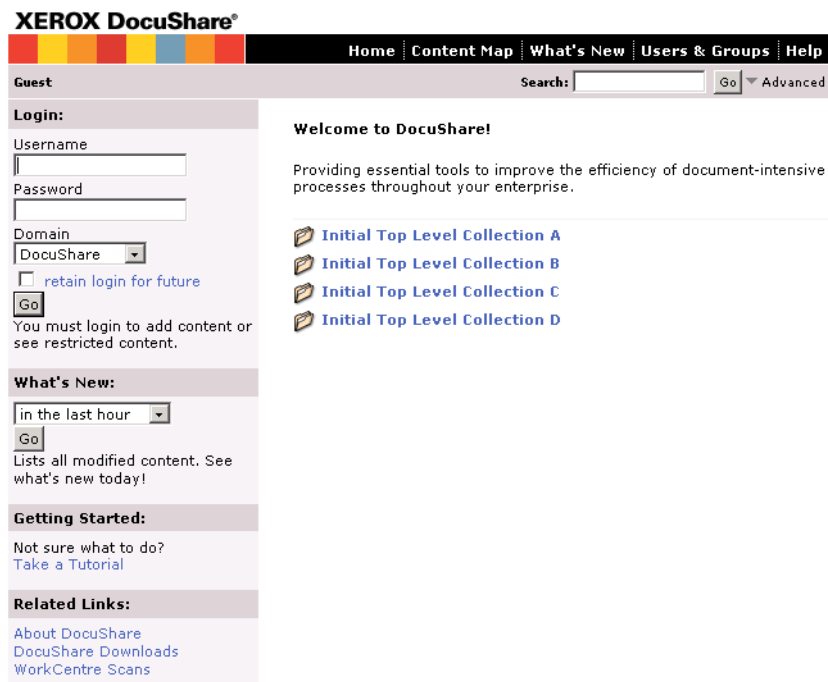 XEROX DocuShare®
Home Content Map What's New Users & Groups Help
Guest
Search: Go Advanced
Login:
Username
Password
Domain
DocuShare
retain login for future
Go
You must login to add content or
see restricted content.
What's New:
in the last hour
Go
Lists all modified content. See
what's new today!
Getting Started:
Not sure what to do?
Take a Tutorial
Related Links:
About DocuShare
DocuShare Downloads
WorkCentre Scans
Welcome to DocuShare!
Providing essential tools to improve the efficiency of document-intensive
processes throughout your enterprise.
Initial Top Level Collection A
Initial Top Level Collection B
Initial Top Level Collection C
Initial Top Level Collection D